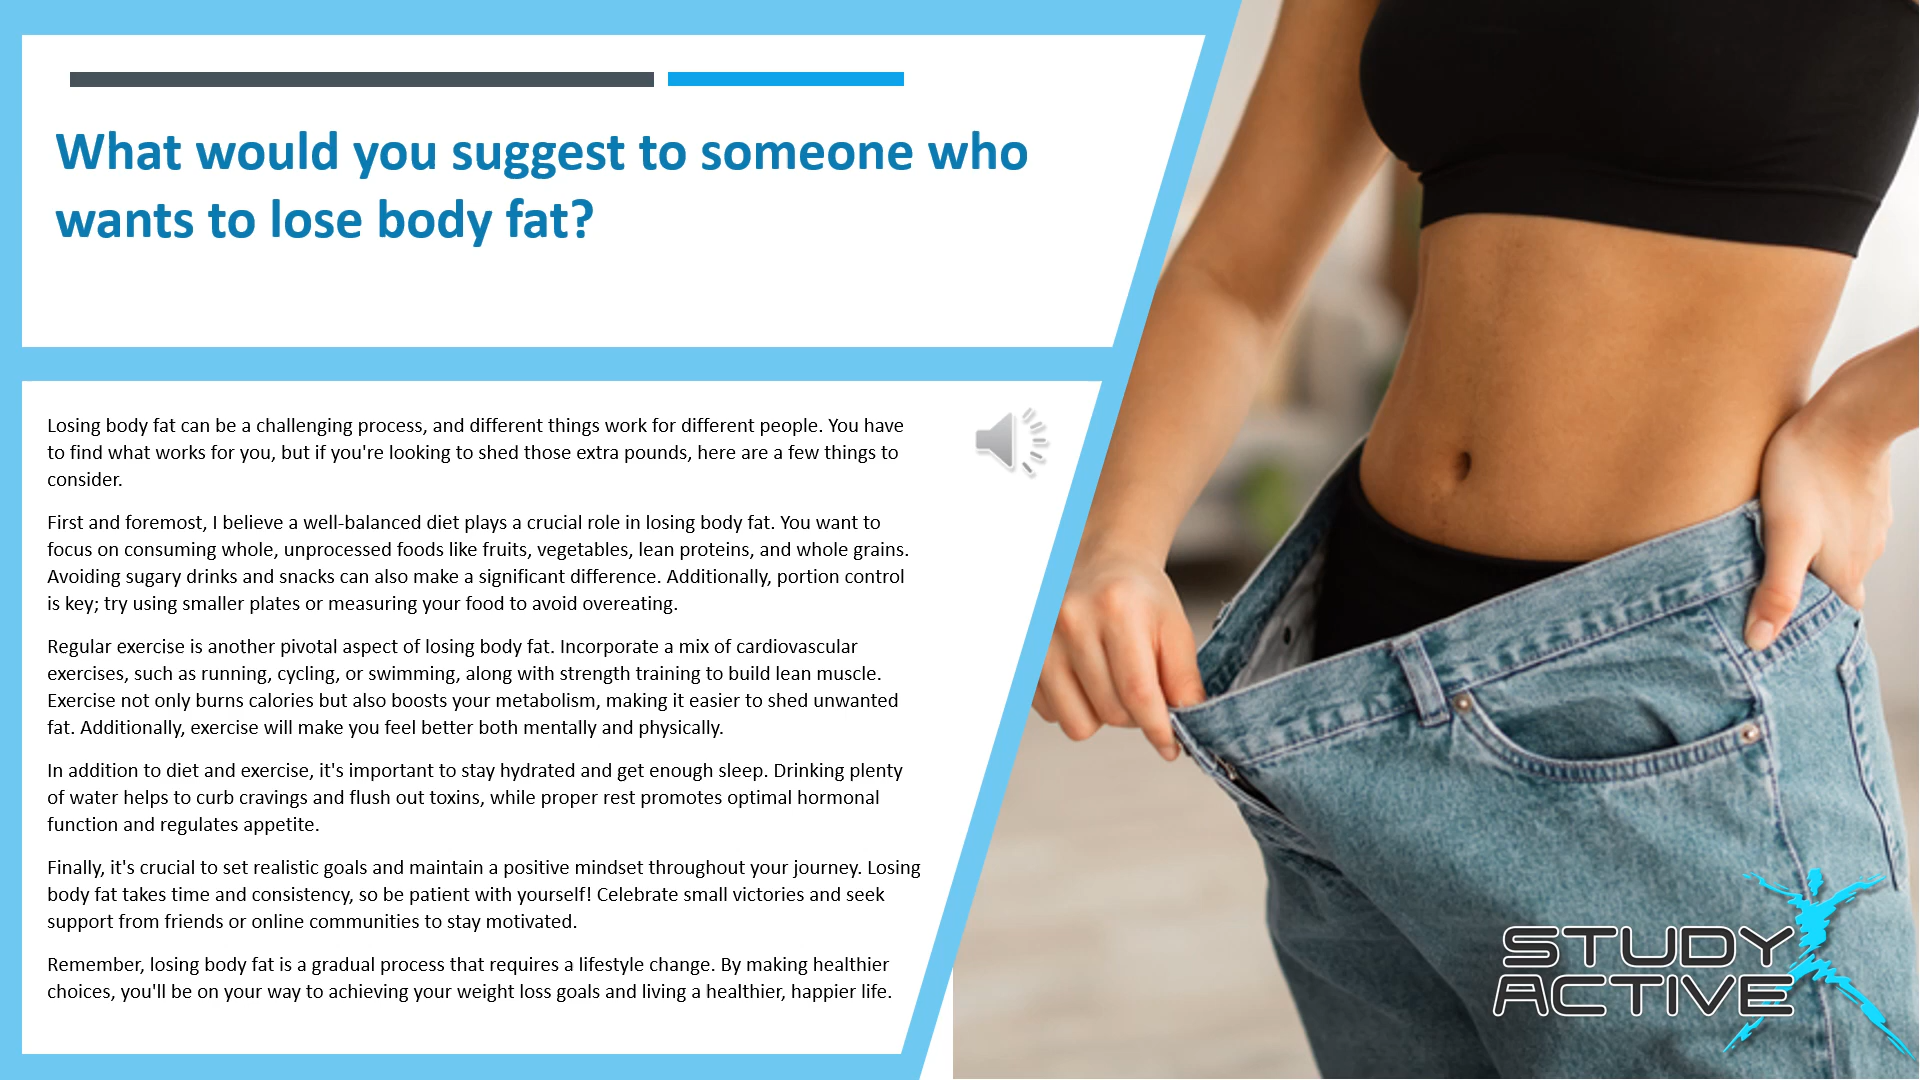 What would you suggest to someone who
wants to lose body fat?
Losing body fat can be a challenging process, and different things work for different people. You have
to find what works for you, but if you're looking to shed those extra pounds, here are a few things to
consider.
First and foremost, I believe a well-balanced diet plays a crucial role in losing body fat. You want to
focus on consuming whole, unprocessed foods like fruits, vegetables, lean proteins, and whole grains.
Avoiding sugary drinks and snacks can also make a significant difference. Additionally, portion control
is key; try using smaller plates or measuring your food to avoid overeating.
Regular exercise is another pivotal aspect of losing body fat. Incorporate a mix of cardiovascular
exercises, such as running, cycling, or swimming, along with strength training to build lean muscle.
Exercise not only burns calories but also boosts your metabolism, making it easier to shed unwanted
fat. Additionally, exercise will make you feel better both mentally and physically.
In addition to diet and exercise, it's important to stay hydrated and get enough sleep. Drinking plenty
of water helps to curb cravings and flush out toxins, while proper rest promotes optimal hormonal
function and regulates appetite.
Finally, it's crucial to set realistic goals and maintain a positive mindset throughout your journey. Losing
body fat takes time and consistency, so be patient with yourself! Celebrate small victories and seek
support from friends or online communities to stay motivated.
Remember, losing body fat is a gradual process that requires a lifestyle change. By making healthier
choices, you'll be on your way to achieving your weight loss goals and living a healthier, happier life.
STUDY
ACTIVE